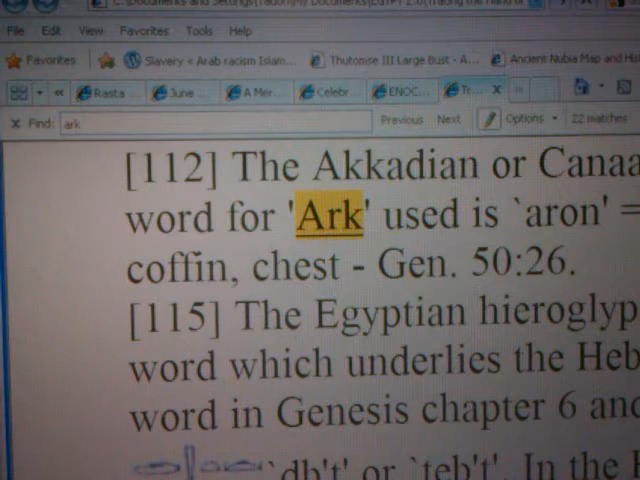 File Edit View Favorites Tools Help
Favorites Slavery « Arab racism Islam... Thutomse III Large Bust - A... Ancient Nubia Map and His
Rasta ... June ... A Mer... Celebr... ENOC... Tr... X
X Find: ark Previous Next Options 22 matches
[112] The Akkadian or Canaa
word for 'Ark' used is `aron' =
coffin, chest - Gen. 50:26.
[115] The Egyptian hieroglyp
word which underlies the Heb
word in Genesis chapter 6 and
`db't' or `teb't'. In the